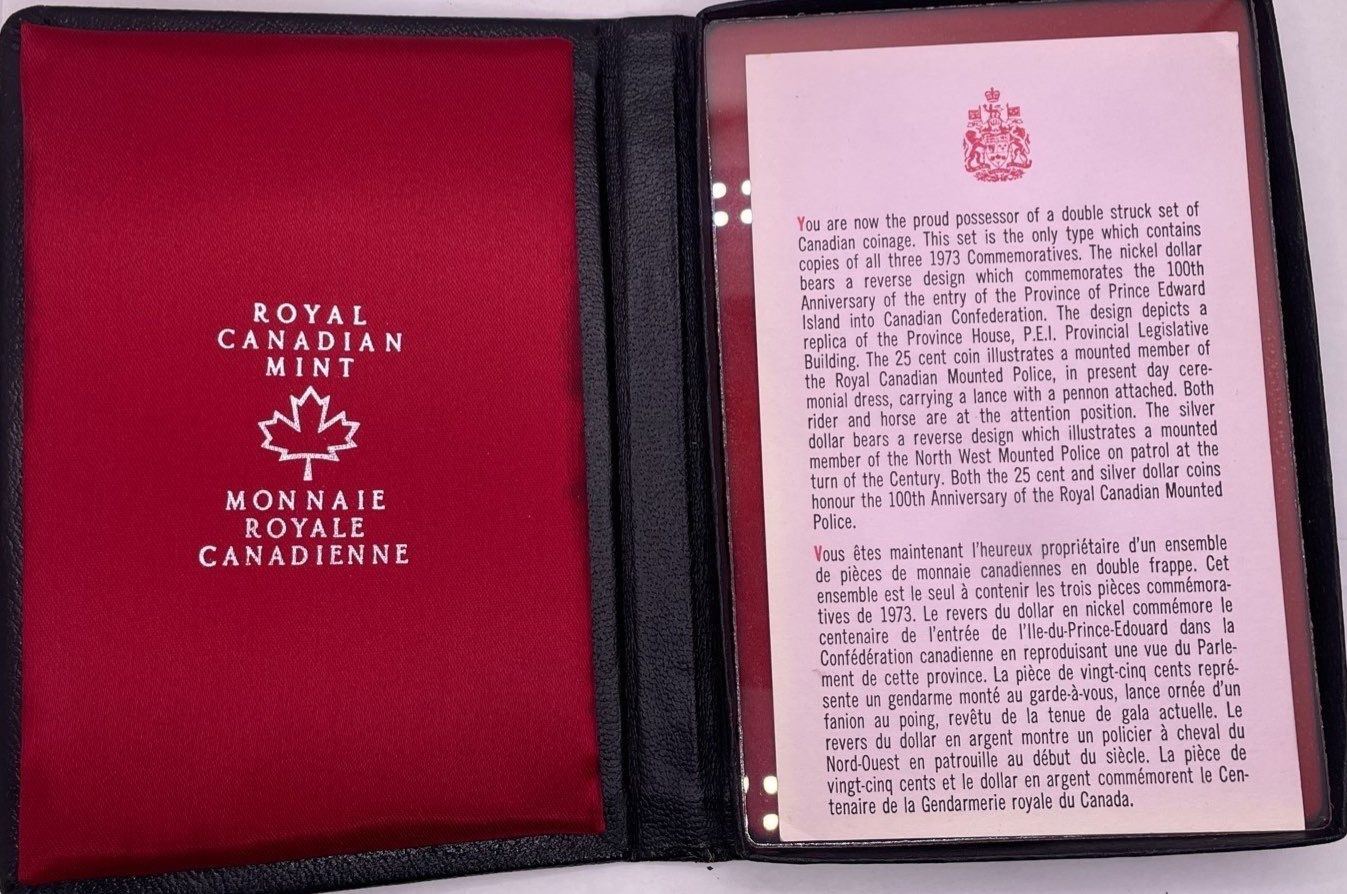 ROYAL
CANADIAN
MINT
MONNAIE
ROYALE
CANADIENNE
You are now the proud possessor of a double struck set of
Canadian coinage. This set is the only type which contains
copies of all three 1973 Commemoratives. The nickel dollar
bears a reverse design which commemorates the 100th
Anniversary of the entry of the Province of Prince Edward
Island into Canadian Confederation. The design depicts a
replica of the Province House, P.E.I. Provincial Legislative
Building. The 25 cent coin illustrates a mounted member of
the Royal Canadian Mounted Police, in present day cere-
monial dress, carrying a lance with a pennon attached. Both
rider and horse are at the attention position. The silver
dollar bears a reverse design which illustrates a mounted
member of the North West Mounted Police on patrol at the
turn of the Century. Both the 25 cent and silver dollar coins
honour the 100th Anniversary of the Royal Canadian Mounted
Police.
Vous êtes maintenant l'heureux propriétaire d'un ensemble
de pièces de monnaie canadiennes en double frappe. Cet
ensemble est le seul à contenir les trois pièces commémora-
tives de 1973. Le revers du dollar en nickel commémore le
centenaire de l'entrée de l'Ile-du-Prince-Edouard dans la
Confédération canadienne en reproduisant une vue du Parle-
ment de cette province. La pièce de vingt-cinq cents repré-
sente un gendarme monté au garde-à-vous, lance ornée d'un
fanion au poing, revêtu de la tenue de gala actuelle. Le
revers du dollar en argent montre un policier à cheval du
Nord-Ouest en patrouille au début du siècle. La pièce de
vingt-cinq cents et le dollar en argent commémorent le Cen-
tenaire de la Gendarmerie royale du Canada.